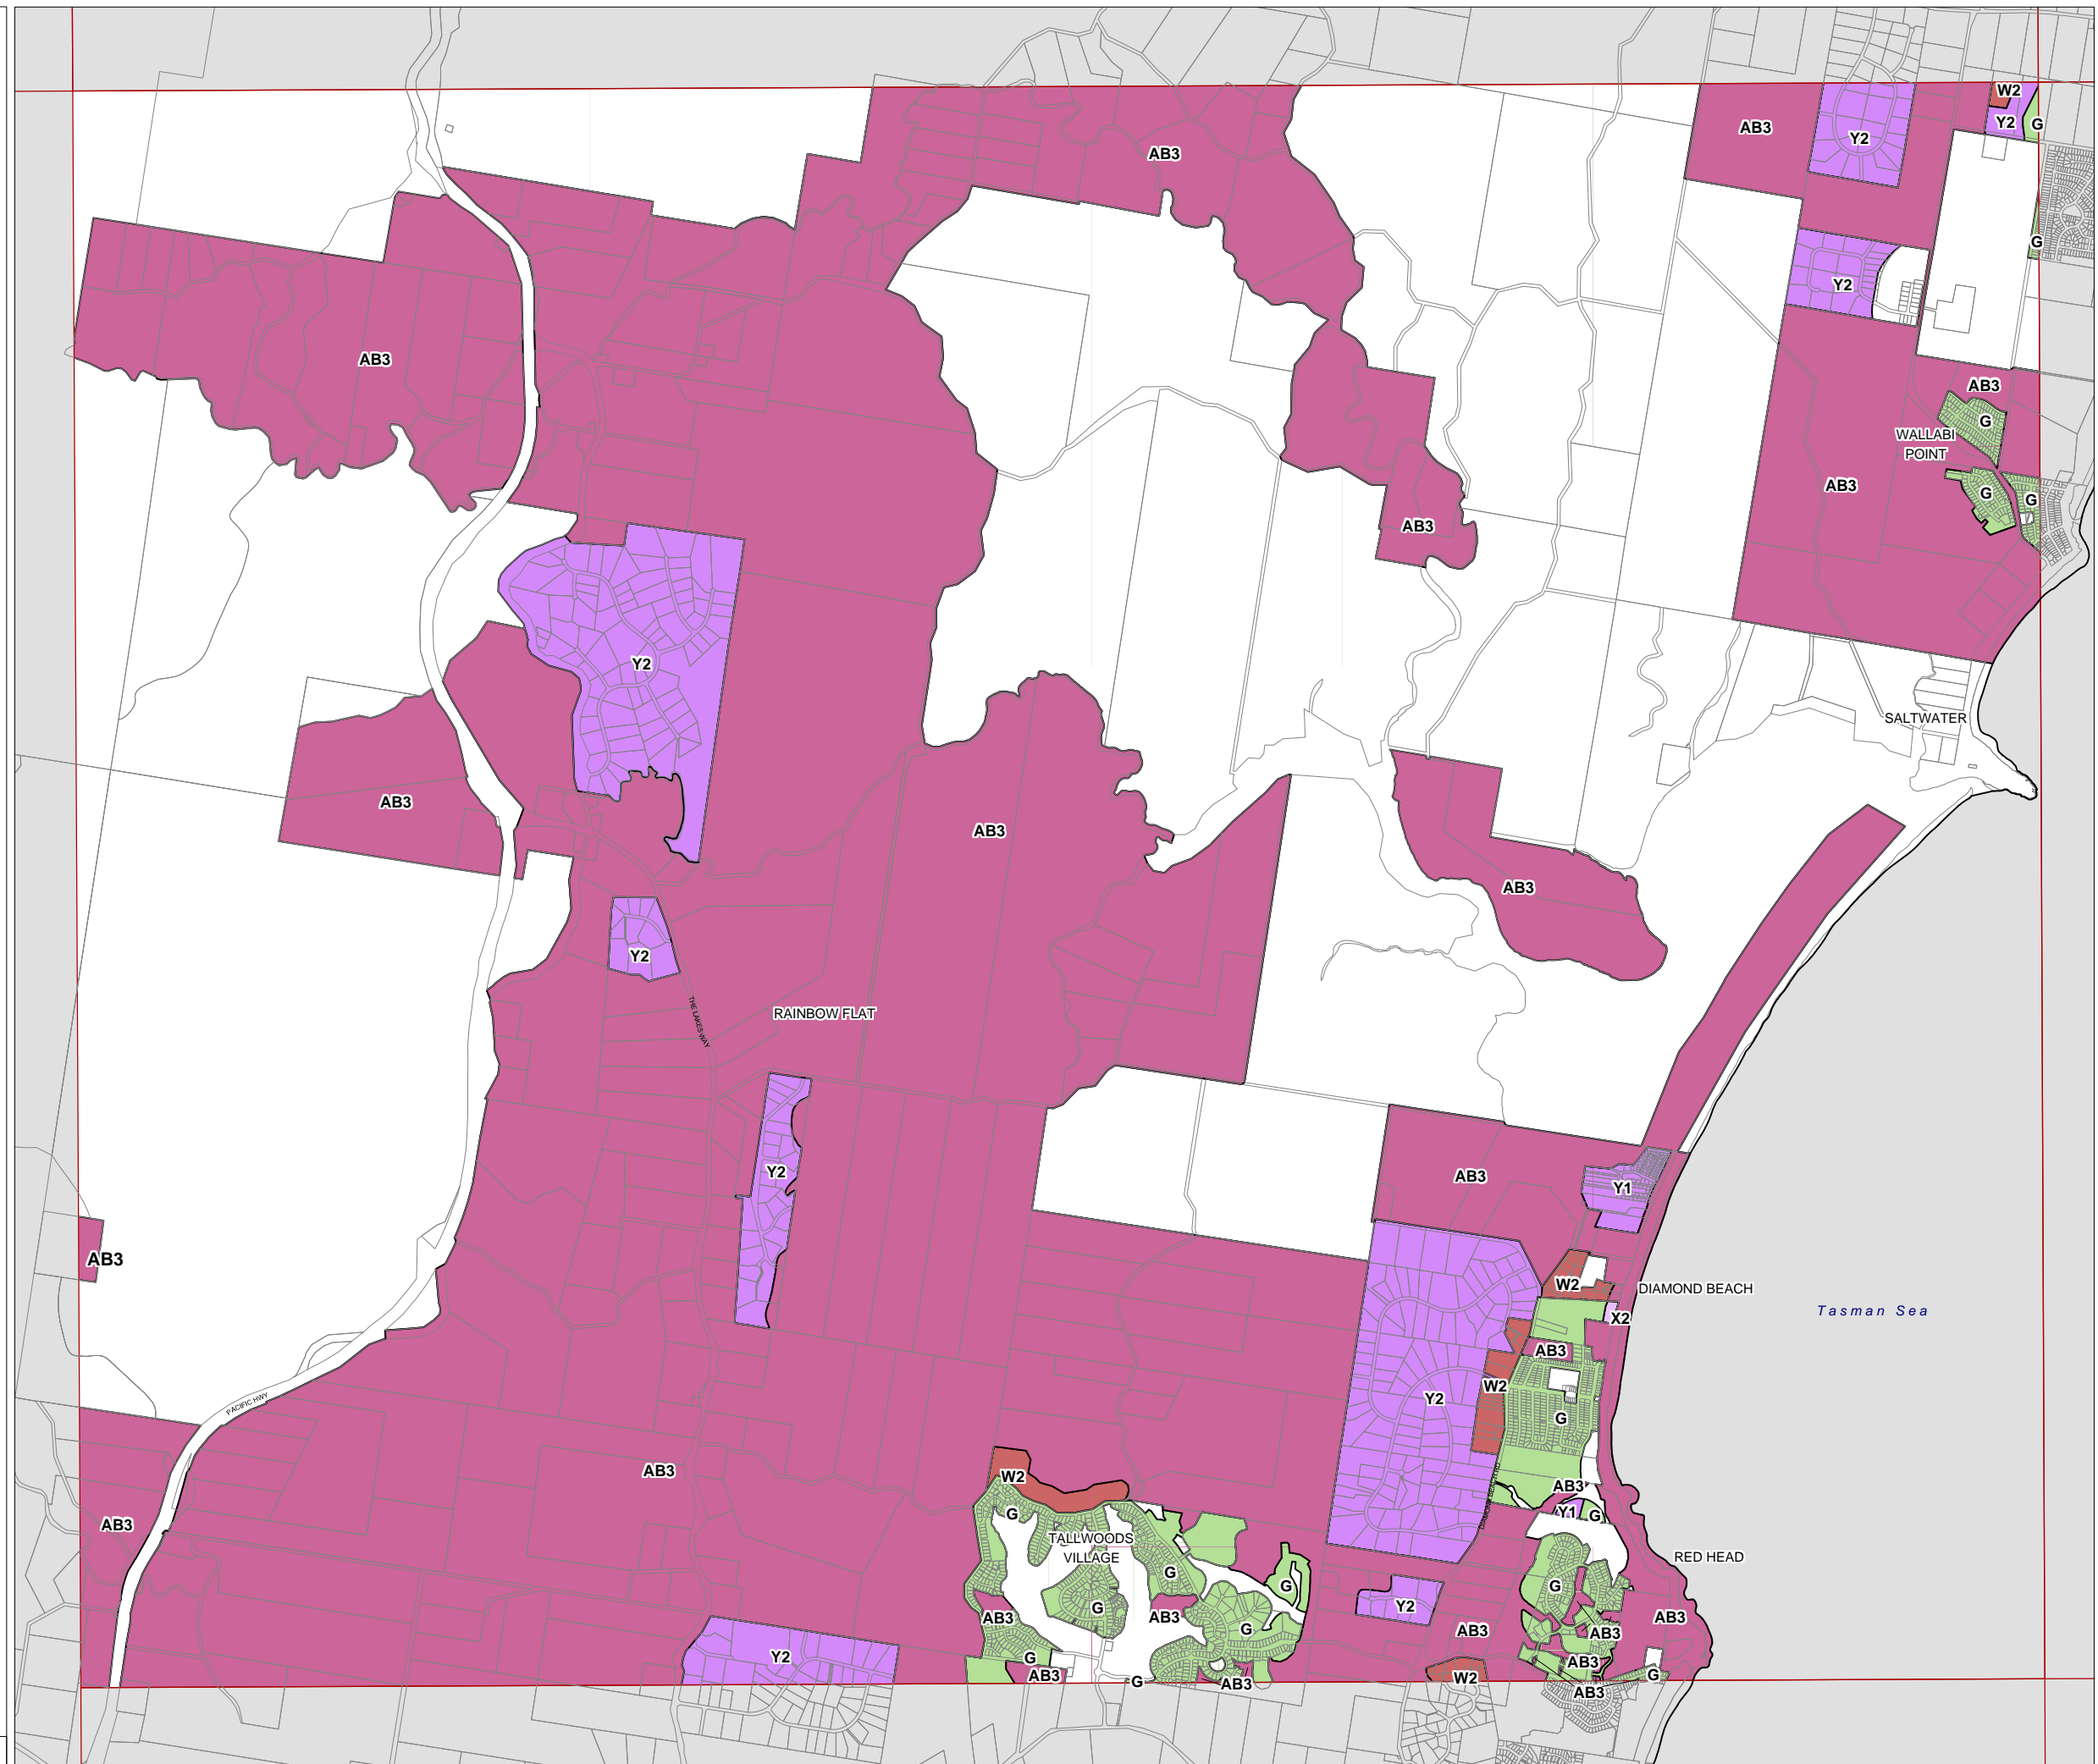 W2
Y2
G
AB3
Y2
AB3
G
Y2
AB3
AB3
G
WALLABI
POINT
AB3
G
G
AB3
Y2
SALTWATER
AB3
AB3
AB3
Y2
THE LAKES WAY
RAINBOW FLAT
Y2
AB3
Y1
AB3
W2
DIAMOND BEACH
Tasman Sea
X2
AB3
Y2
W2
PACIFIC HWY
G
AB3
W2
AB3
G
Y1
G
AB3
TALLWOODS
VILLAGE
RED HEAD
G
G
G
G
Y2
AB3
AB3
AB3
G
AB3
AB3
Y2
G
AB3
AB3
G
G
AB3
W2
AB3